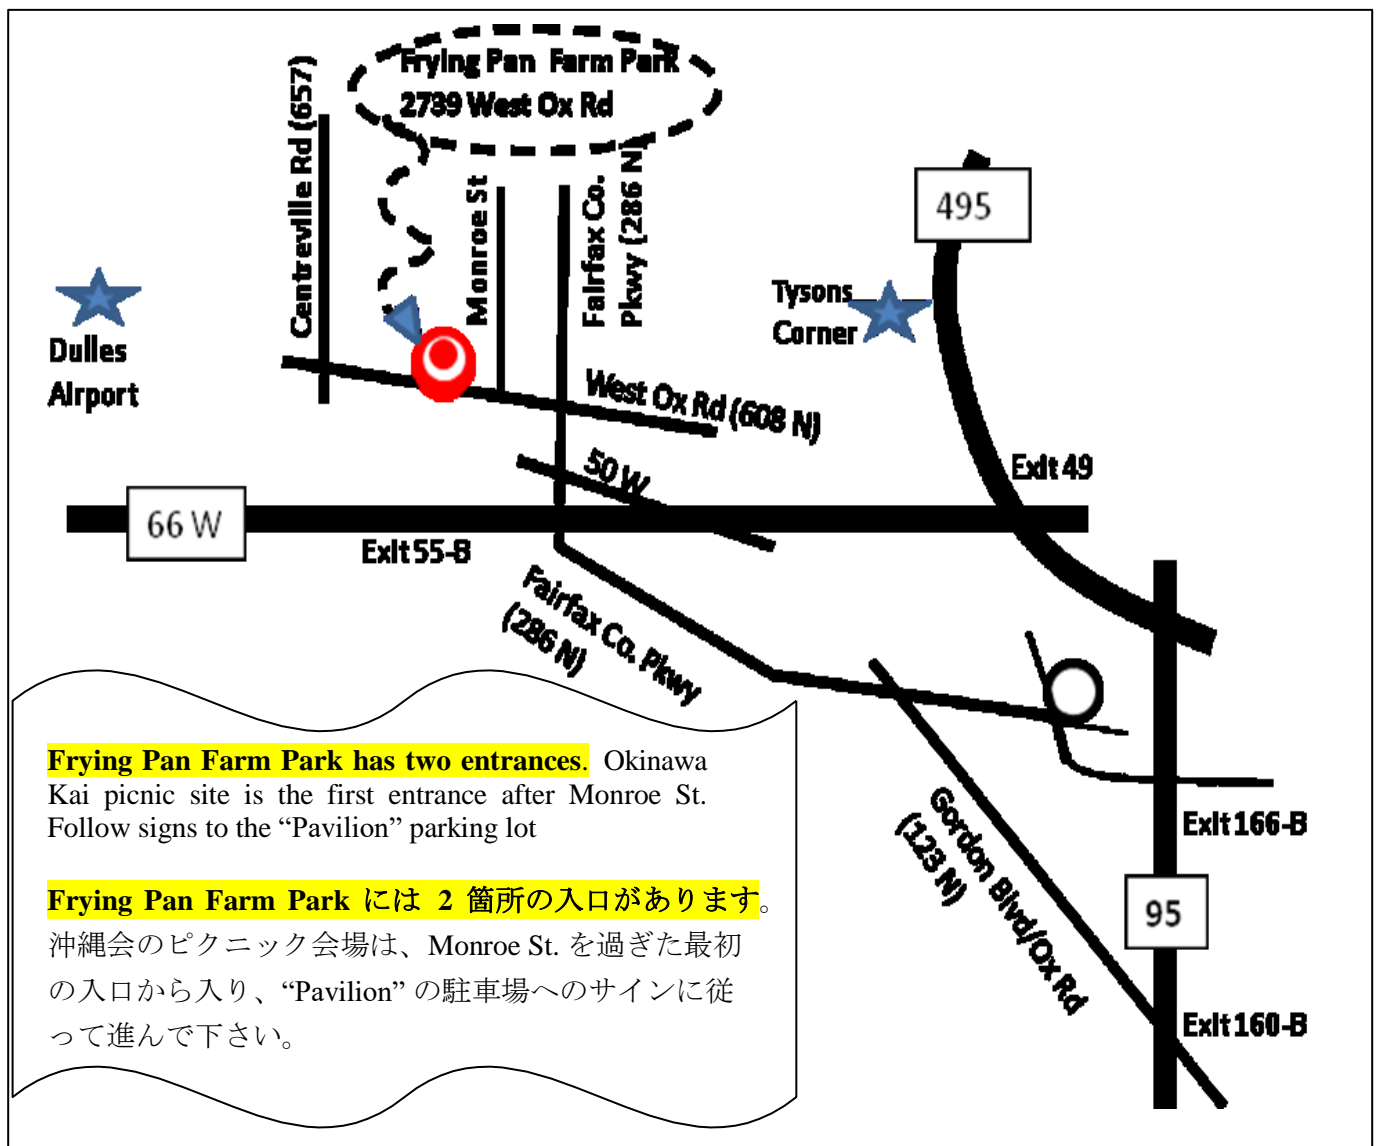 Frying Pan Farm Park
2739 West Ox Rd
Centreville Rd (657)
Monroe St
Fairfax Co.
Pkwy (286 N)
495
Tysons
Corner
Dulles
Airport
West Ox Rd (608 N)
50 W
Exit 49
66 W
Exit 55-B
Fairfax Co. Pkwy
(286 N)
Frying Pan Farm Park has two entrances. Okinawa
Kai picnic site is the first entrance after Monroe St.
Follow signs to the “Pavilion” parking lot
Frying Pan Farm Park には 2 箇所の入口があります。
沖縄会のピクニック会場は、Monroe St. を過ぎた最初
の入口から入り、“Pavilion” の駐車場へのサインに従
って進んで下さい。
Gordon Blvd/Ox Rd
(123 N)
Exit 166-B
95
Exit 160-B